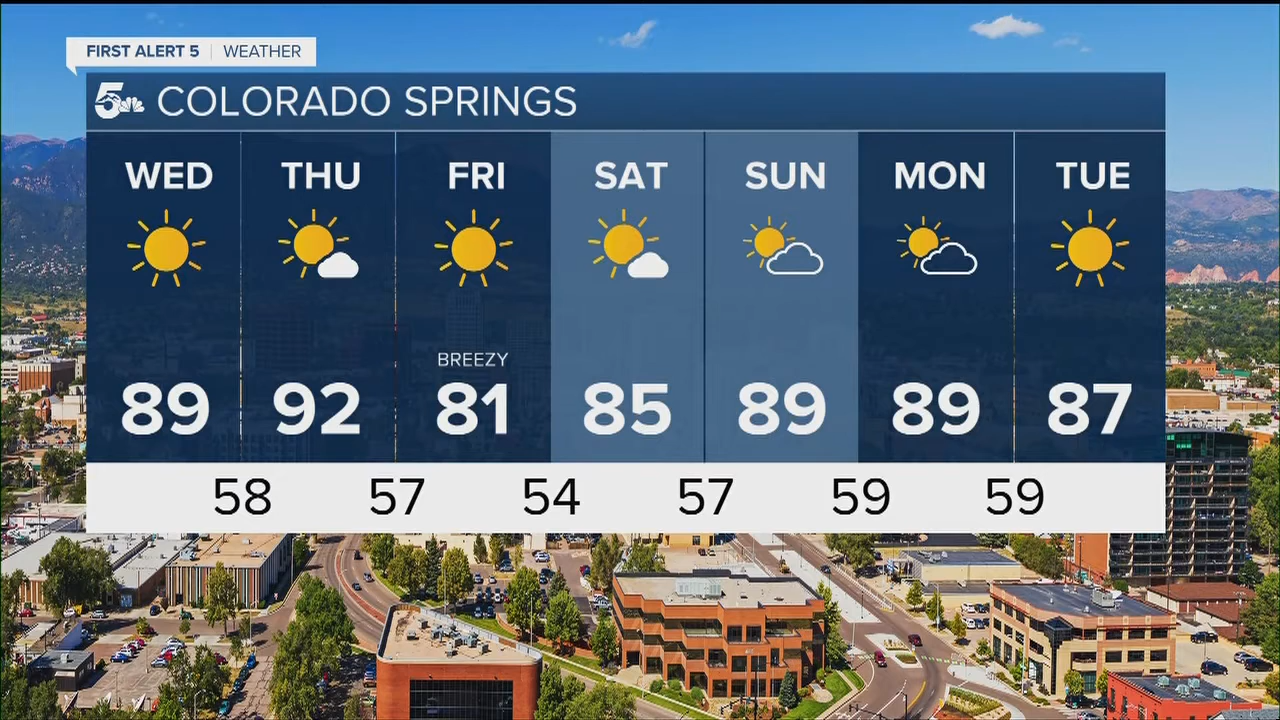 FIRST ALERT 5 | WEATHER
5 COLORADO SPRINGS
WED THU FRI SAT SUN MON TUE
BREEZY
89 92 81 85 89 89 87
58 57 54 57 59 59